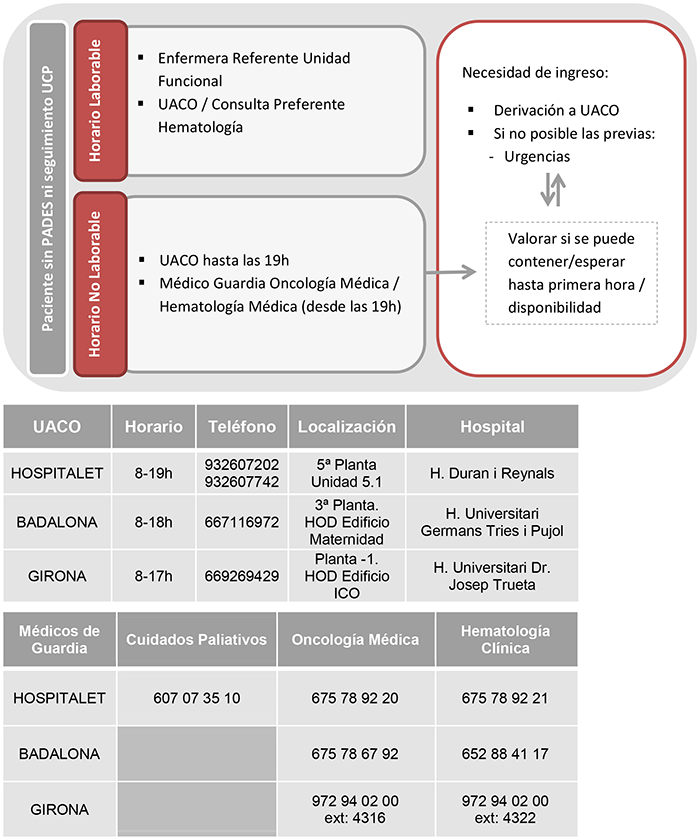 Paciente sin PADES ni seguimiento UCP
Horario Laborable
▪ Enfermera Referente Unidad
Funcional
▪ UACO / Consulta Preferente
Hematología
Horario No Laborable
▪ UACO hasta las 19h
▪ Médico Guardia Oncología Médica /
Hematología Médica (desde las 19h)
Necesidad de ingreso:
▪ Derivación a UACO
▪ Si no posible las previas:
- Urgencias
Valorar si se puede
contener/esperar
hasta primera hora /
disponibilidad
UACO Horario Teléfono Localización Hospital
HOSPITALET 8-19h 932607202 932607742 5ª Planta Unidad 5.1 H. Duran i Reynals
BADALONA 8-18h 667116972 3ª Planta. HOD Edificio Maternidad H. Universitari Germans Tries i Pujol
GIRONA 8-17h 669269429 Planta -1. HOD Edificio ICO H. Universitari Dr. Josep Trueta
Médicos de Guardia Cuidados Paliativos Oncología Médica Hematología Clínica
HOSPITALET 607 07 35 10 675 78 92 20 675 78 92 21
BADALONA 675 78 67 92 652 88 41 17
GIRONA 972 94 02 00 ext: 4316 972 94 02 00 ext: 4322